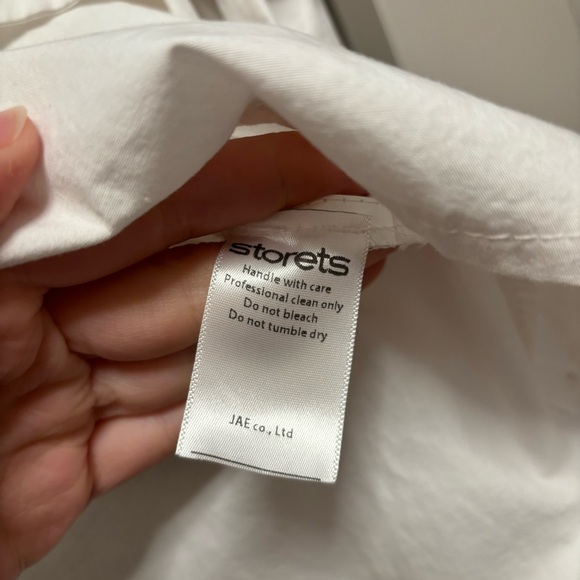 storets
Handle with care
Professional clean only
Do not bleach
Do not tumble dry
JAE co., Ltd